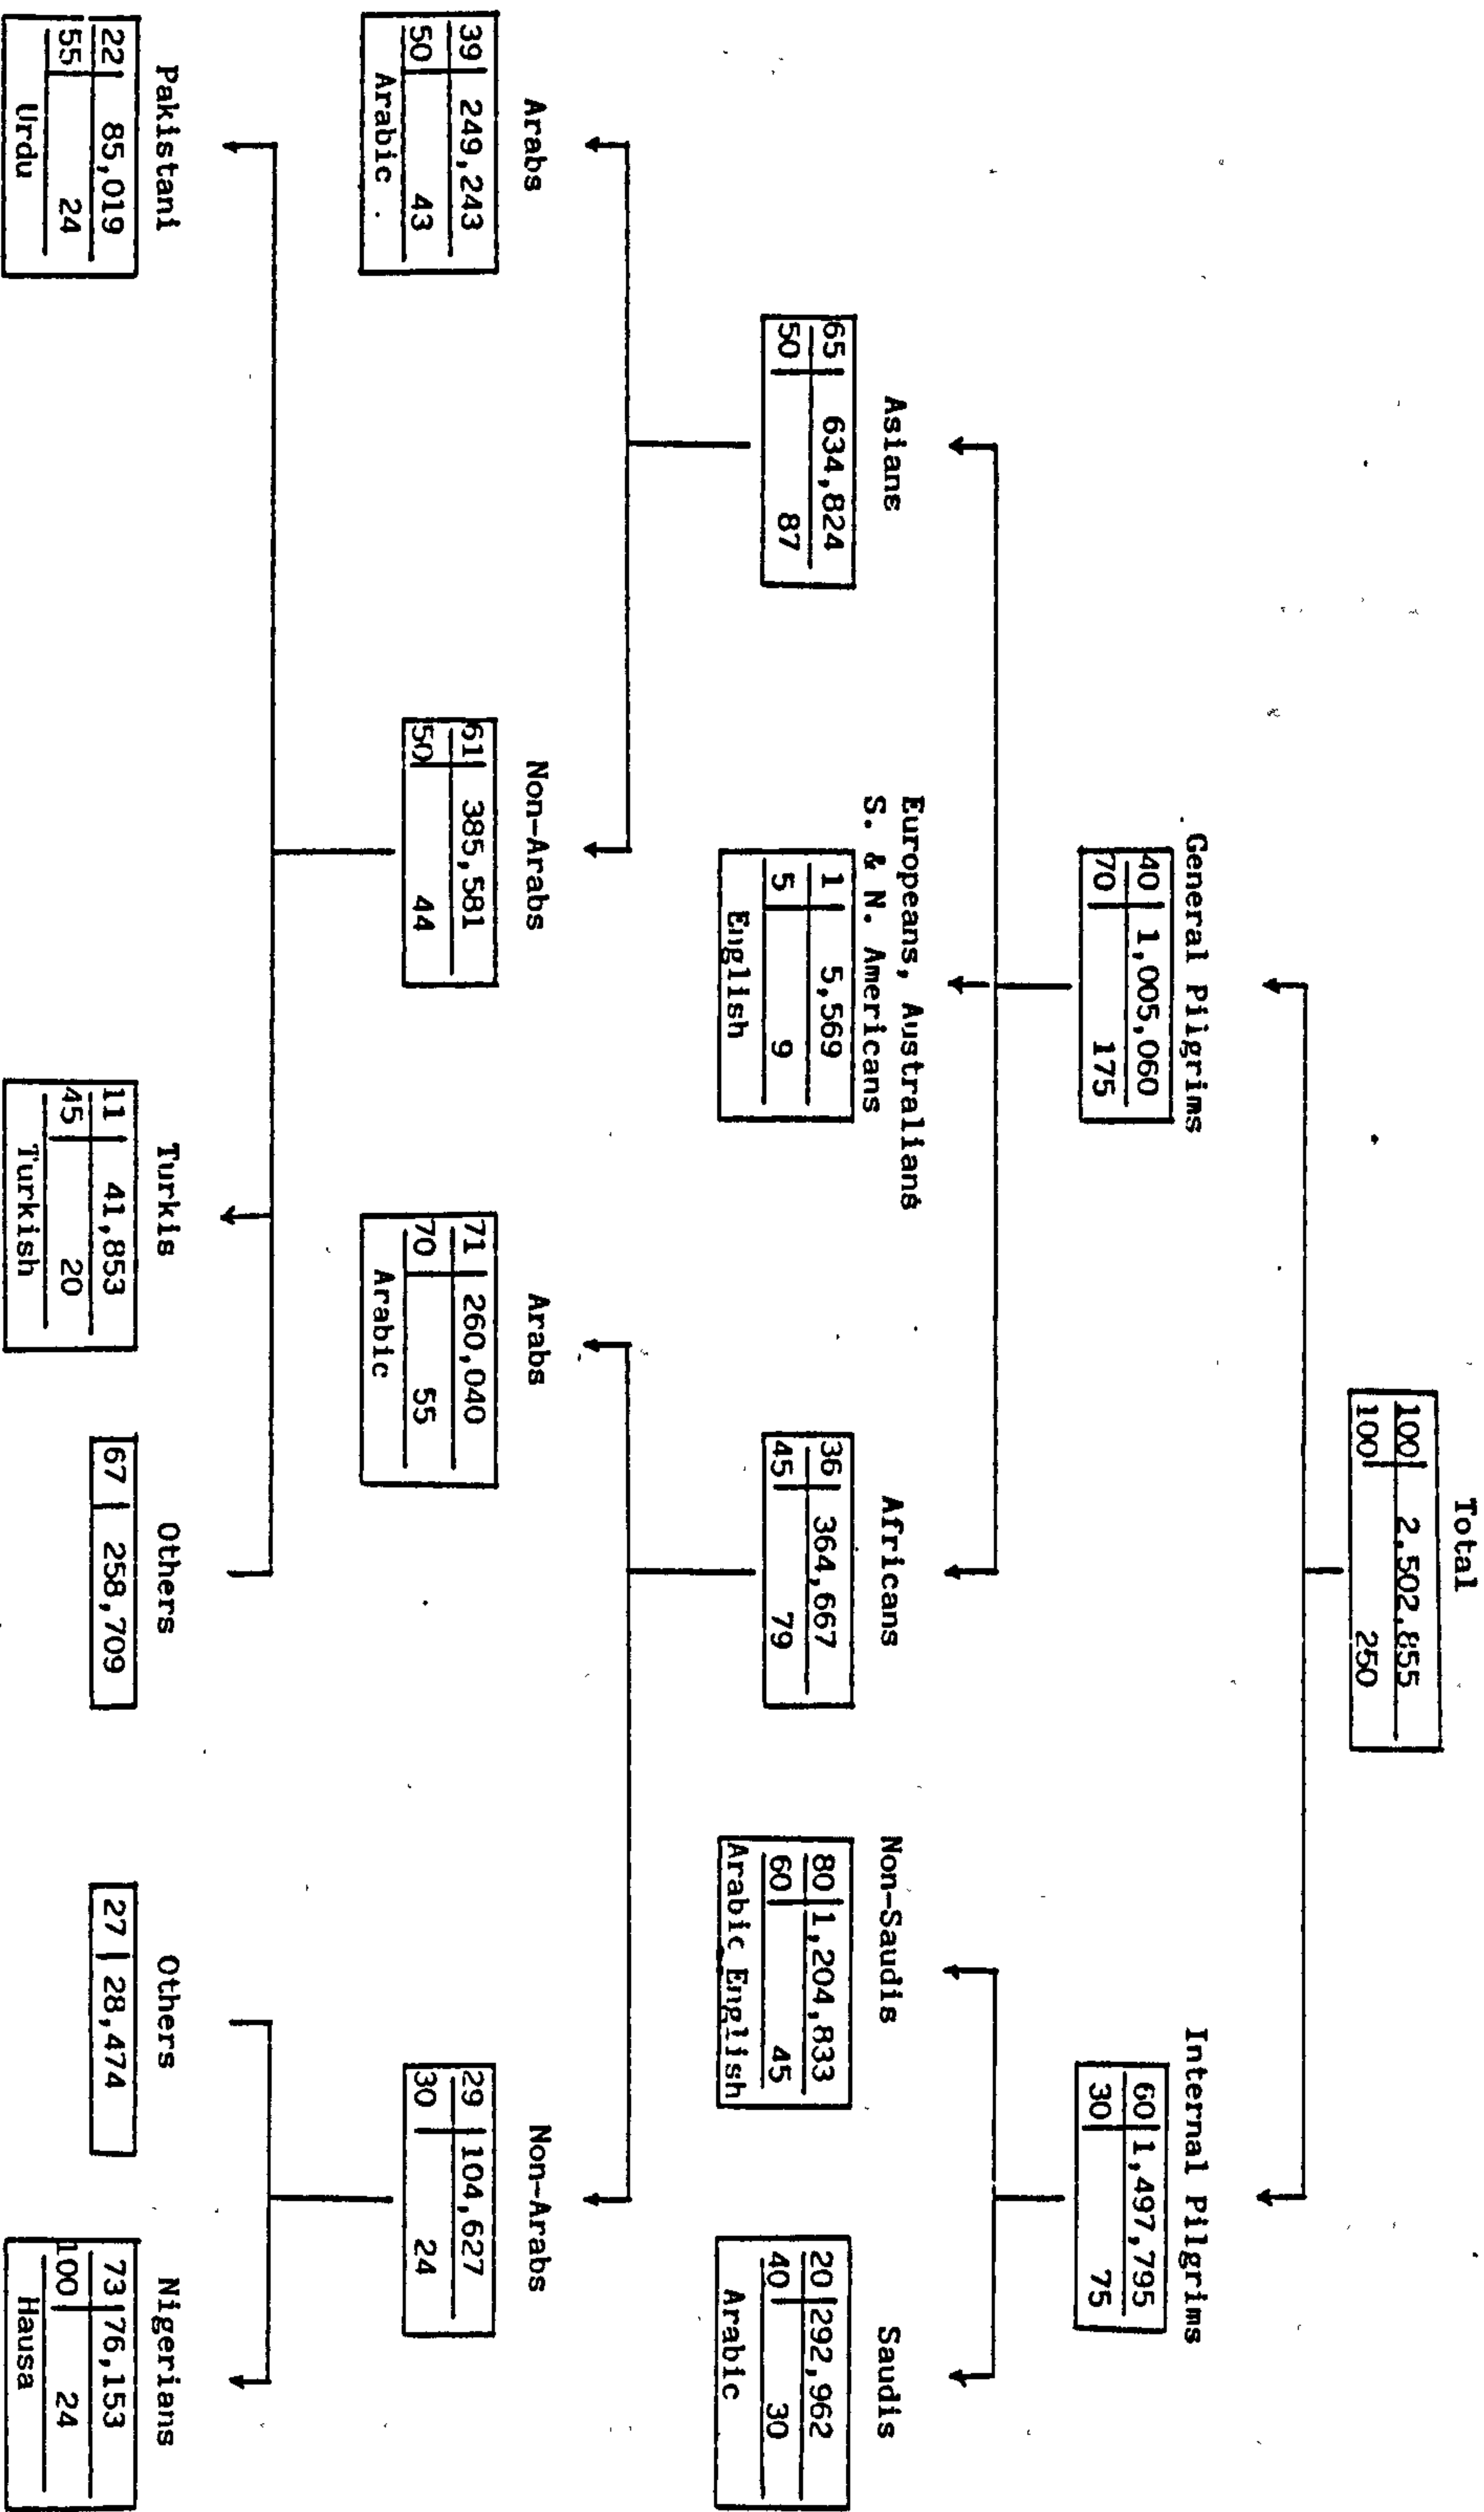 Total
100 2,502,855
100 250
General Pilgrims
40 1,005,060
70 175
Internal Pilgrims
60 1,497,795
30 75
Asians
65 634,824
50 87
Europeans, Australians
S. & N. Americans
1 5,569
5 9
English
Africans
36 364,667
45 79
Non-Saudis
80 1,204,833
60 45
Arabic English
Saudis
20 292,962
40 30
Arabic
Arabs
39 249,243
50 43
Arabic
Non-Arabs
61 385,581
50 44
Arabs
71 260,040
70 55
Arabic
Non-Arabs
29 104,627
30 24
Pakistani
22 85,019
55 24
Urdu
Turkis
11 41,853
45 20
Turkish
Others
67 258,709
Others
27 28,474
Nigerians
73 76,153
100 24
Hausa